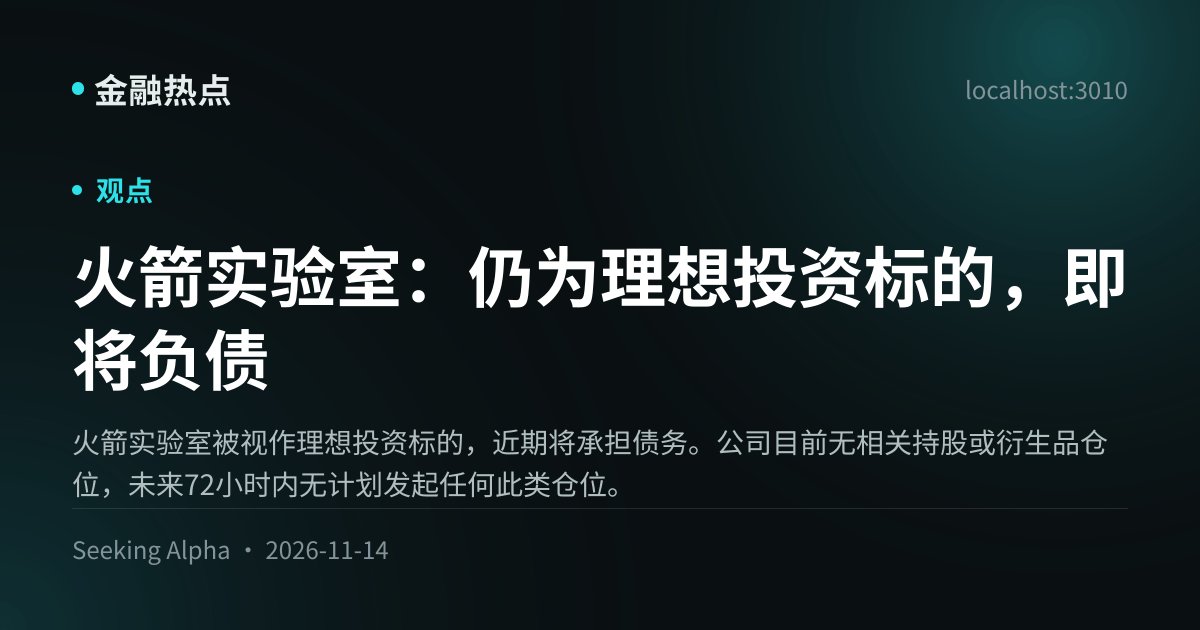 金融热点
localhost:3010
观点
火箭实验室：仍为理想投资标的，即
将负债
火箭实验室被视作理想投资标的，近期将承担债务。公司目前无相关持股或衍生品仓
位，未来72小时内无计划发起任何此类仓位。
Seeking Alpha · 2026-11-14